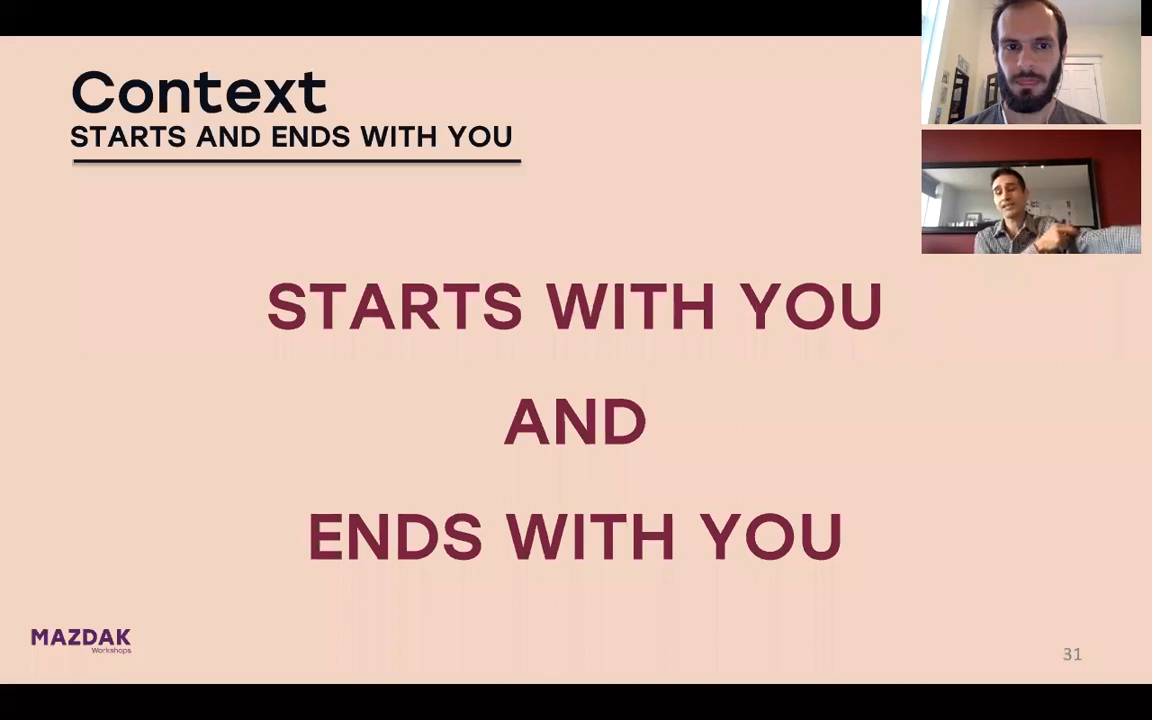 Context
STARTS AND ENDS WITH YOU
STARTS WITH YOU
AND
ENDS WITH YOU
MAZDAK
Workshops
31